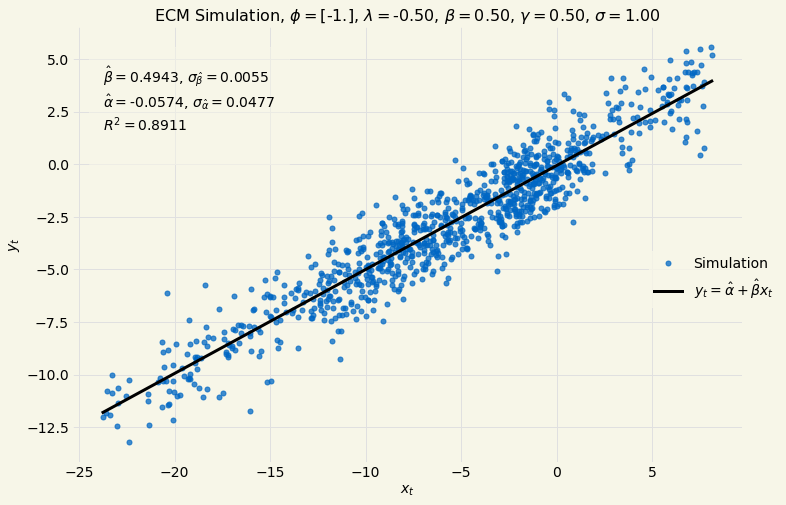 ECM Simulation, ϕ = [-1.], λ = -0.50, β = 0.50, γ = 0.50, σ = 1.00
β̂ = 0.4943, σ_β̂ = 0.0055
α̂ = -0.0574, σ_α̂ = 0.0477
R² = 0.8911
5.0
2.5
0.0
−2.5
−5.0
−7.5
−10.0
−12.5
y_t
Simulation
y_t = α̂ + β̂x_t
−25 −20 −15 −10 −5 0 5
x_t